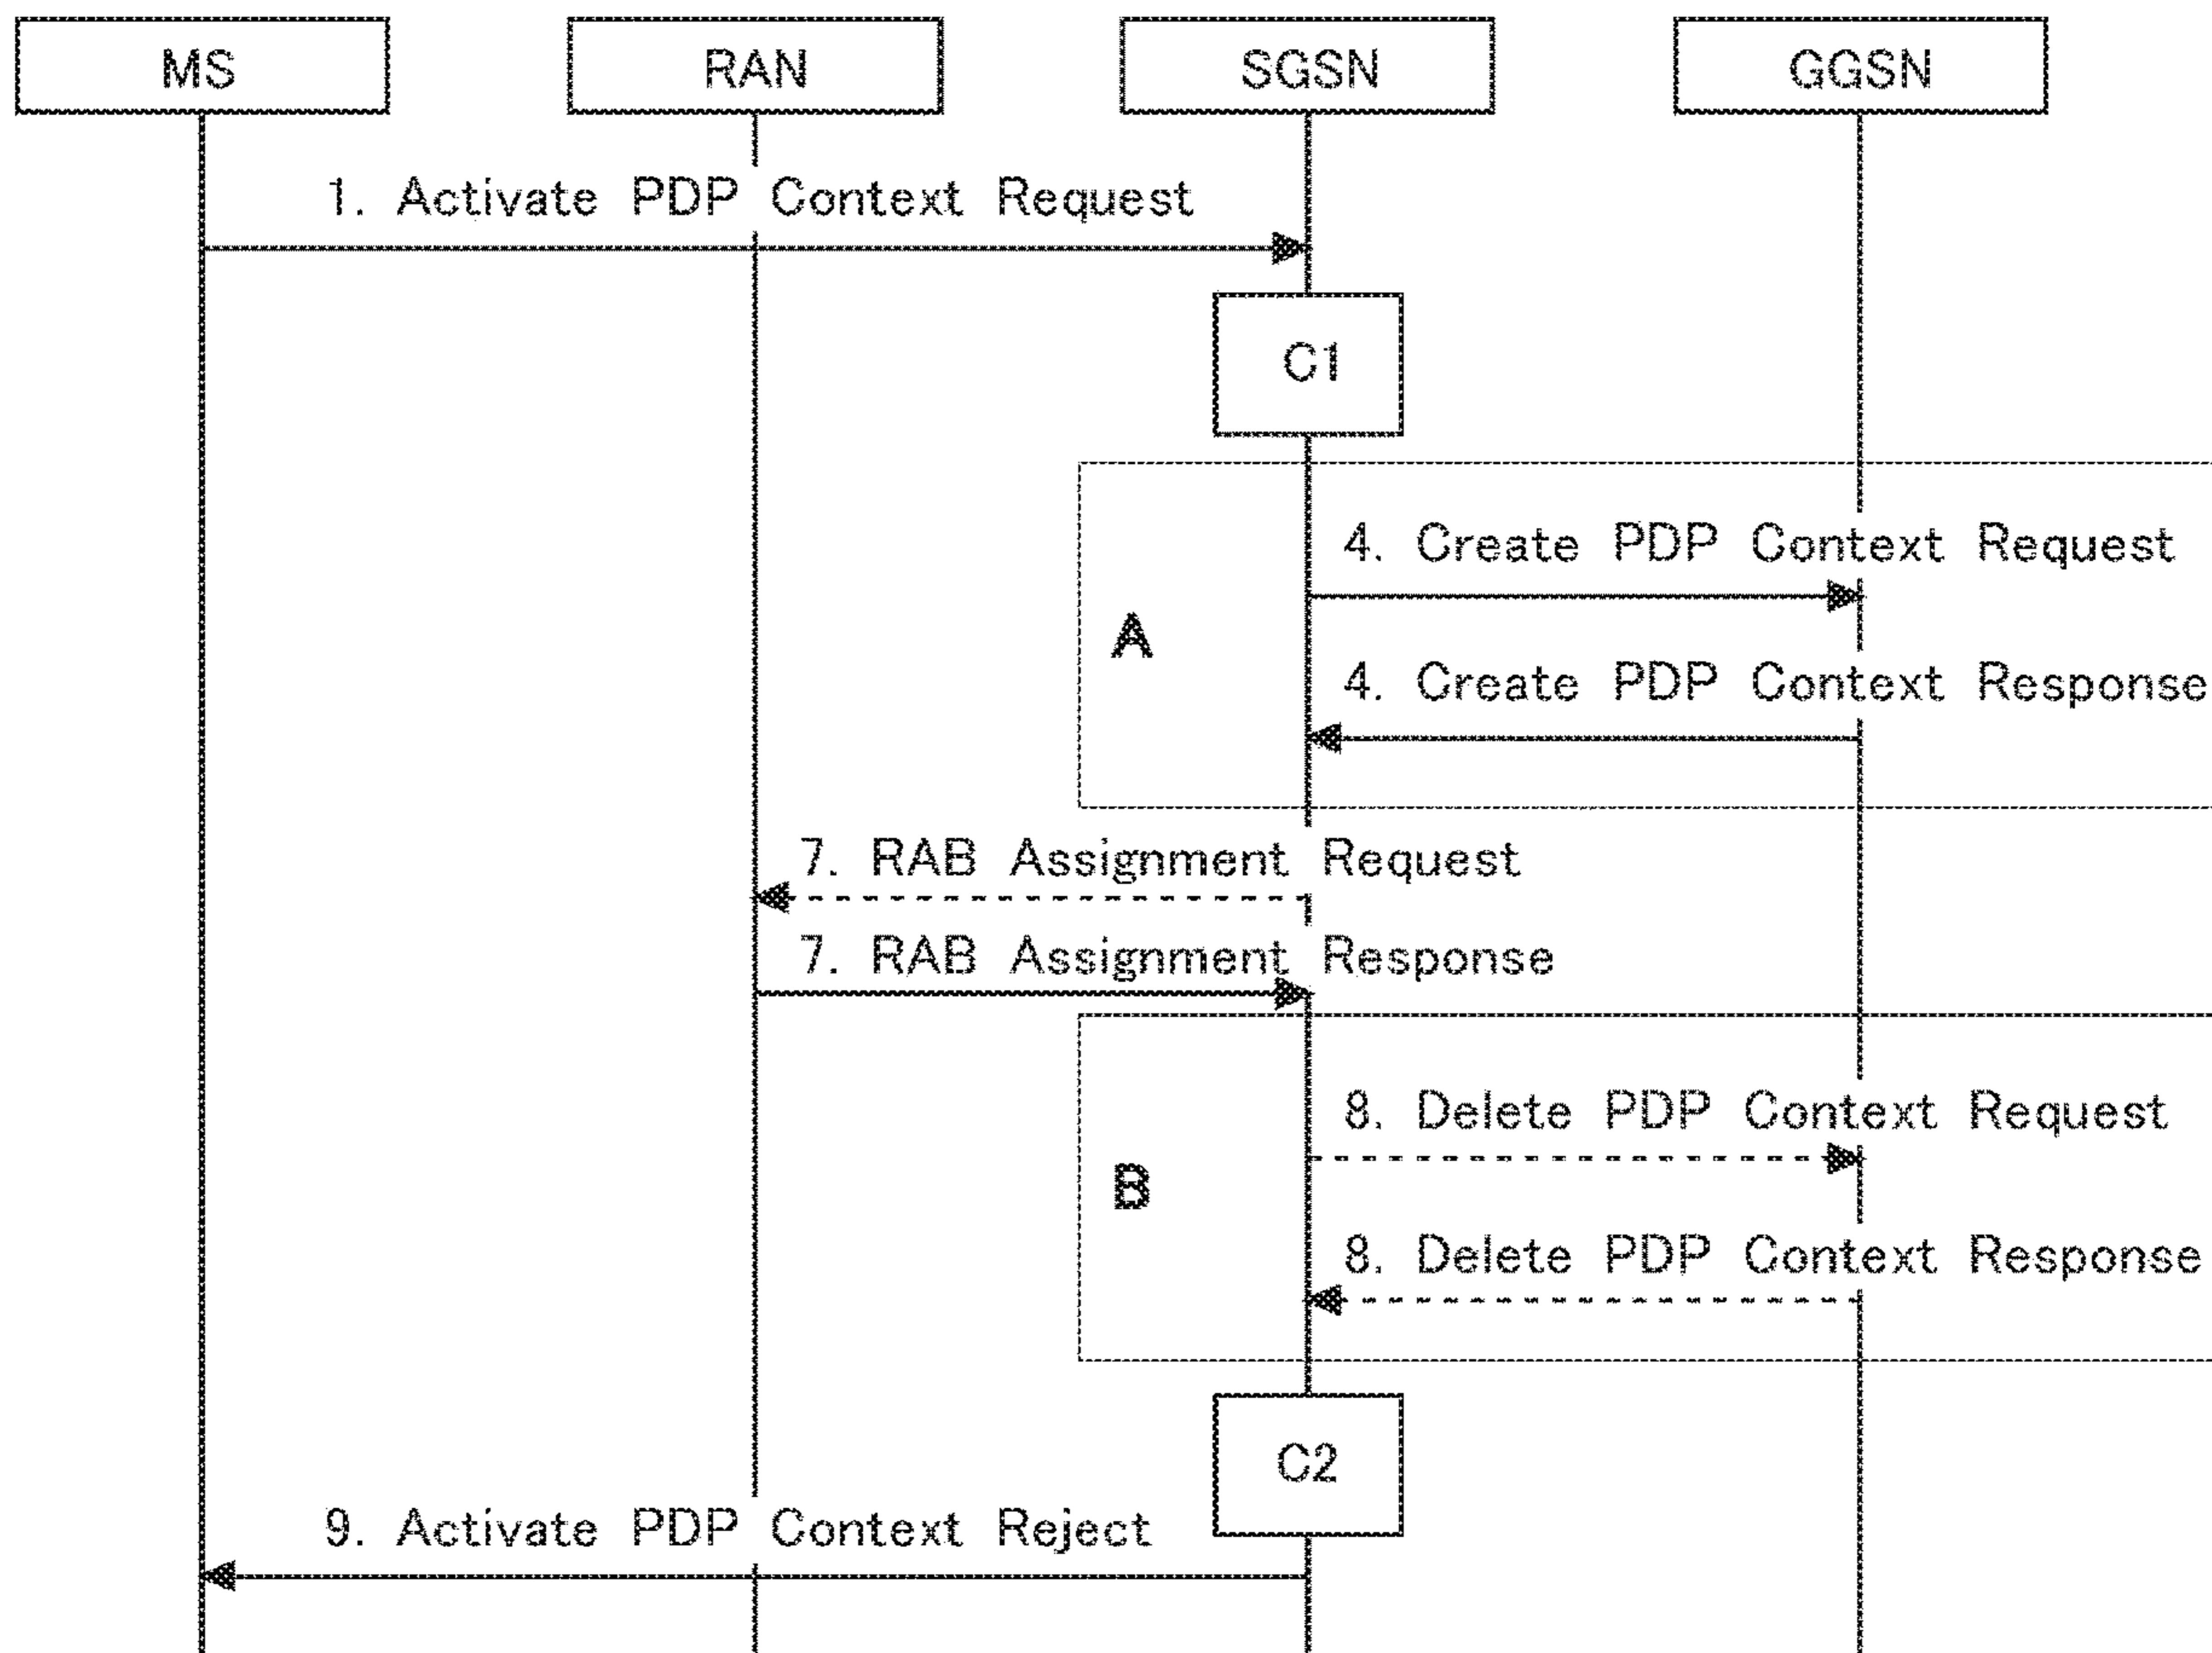 MS RAN SGSN GGSN
1. Activate PDP Context Request
C1
4. Create PDP Context Request
A
4. Create PDP Context Response
7. RAB Assignment Request
7. RAB Assignment Response
8. Delete PDP Context Request
B
8. Delete PDP Context Response
C2
9. Activate PDP Context Reject